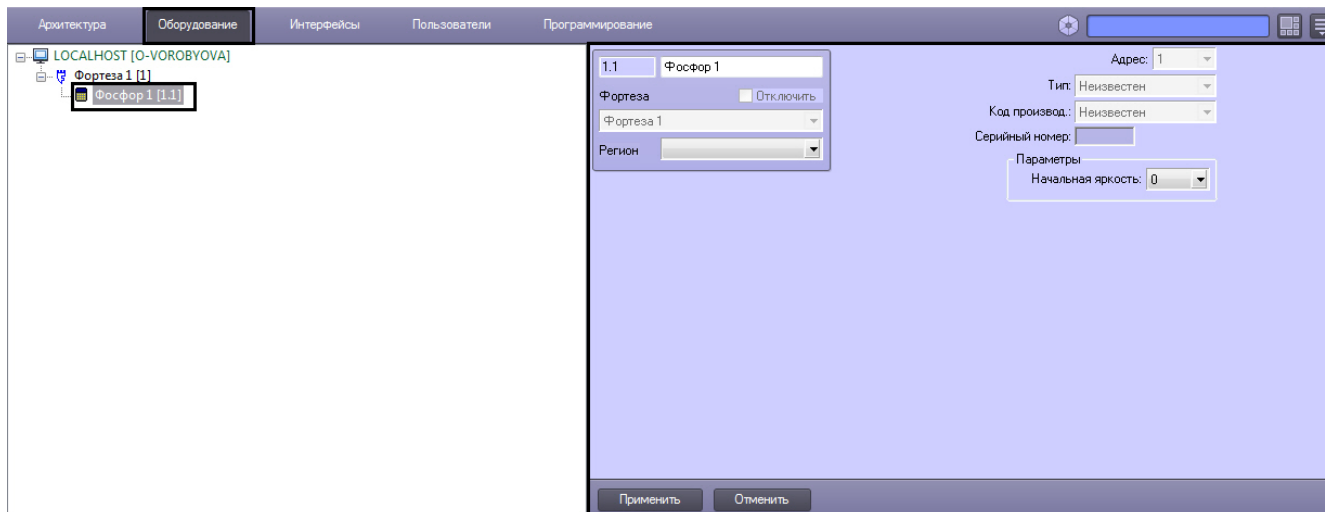 Архитектура Оборудование Интерфейсы Пользователи Программирование
LOCALHOST [O-VOROBYOVA]
Фортеза 1 [1]
Фосфор 1 [1.1]
1.1 Фосфор 1
Фортеза Отключить
Фортеза 1
Регион
Адрес: 1
Тип: Неизвестен
Код производ.: Неизвестен
Серийный номер:
Параметры
Начальная яркость: 0
Применить Отменить